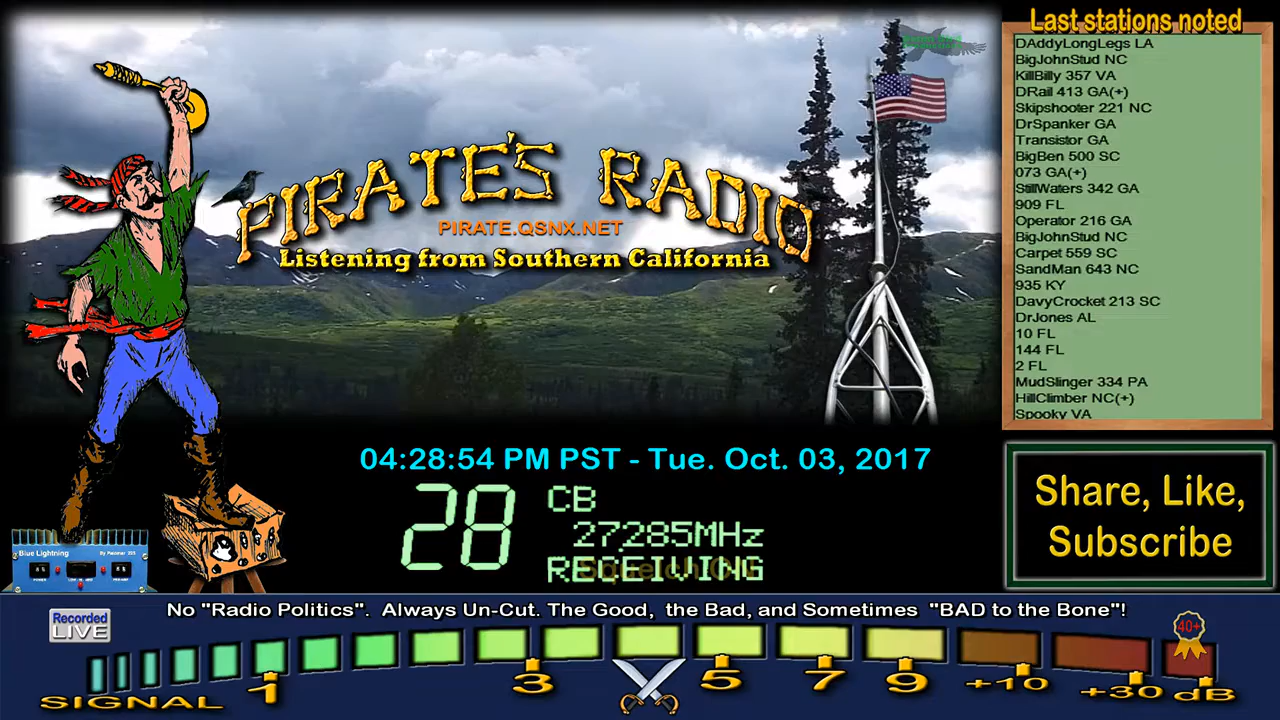 Last stations noted
DAddyLongLegs LA
BigJohnStud NC
KillBilly 357 VA
DRail 413 GA(+)
Skipshooter 221 NC
DrSpanker GA
Transistor GA
BigBen 500 SC
073 GA(+)
StillWaters 342 GA
909 FL
Operator 216 GA
BigJohnStud NC
Carpet 559 SC
SandMan 643 NC
935 KY
DavyCrocket 213 SC
DrJones AL
10 FL
144 FL
2 FL
MudSlinger 334 PA
HillClimber NC(+)
Spooky VA
PIRATE'S RADIO
PIRATE.QSNX.NET
Listening from Southern California
04:28:54 PM PST - Tue. Oct. 03, 2017
28
CB
27.285MHz
RECEIVING
Share, Like,
Subscribe
Blue Lightning
POWER
No "Radio Politics". Always Un-Cut. The Good, the Bad, and Sometimes "BAD to the Bone"!
Recorded
LIVE
40+
SIGNAL 1 3 5 7 9 +10 +30 dB